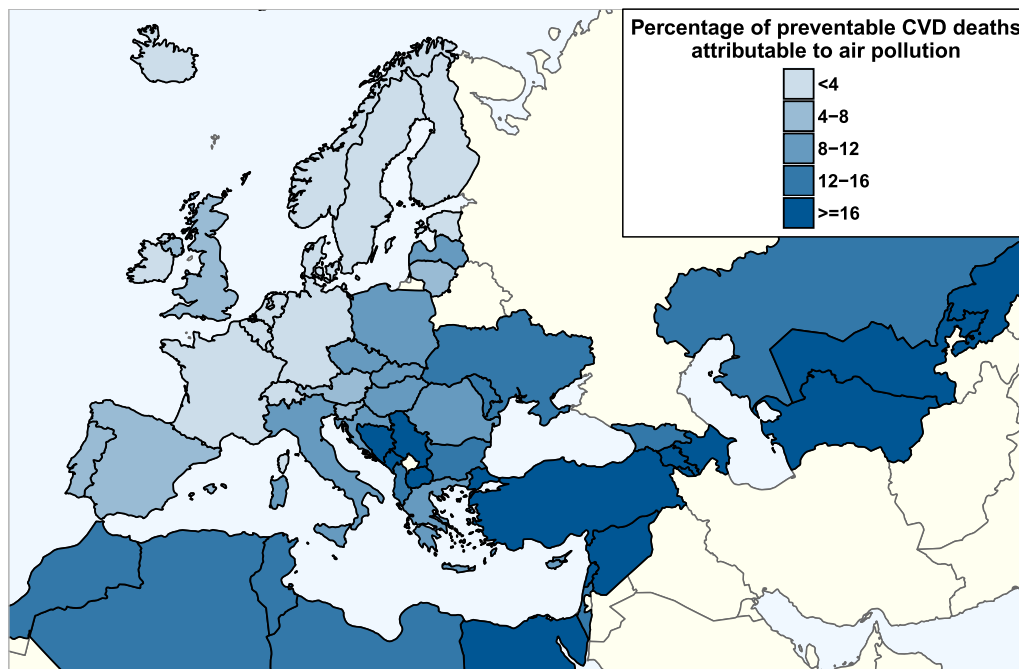 Percentage of preventable CVD deaths
attributable to air pollution
<4
4−8
8−12
12−16
>=16